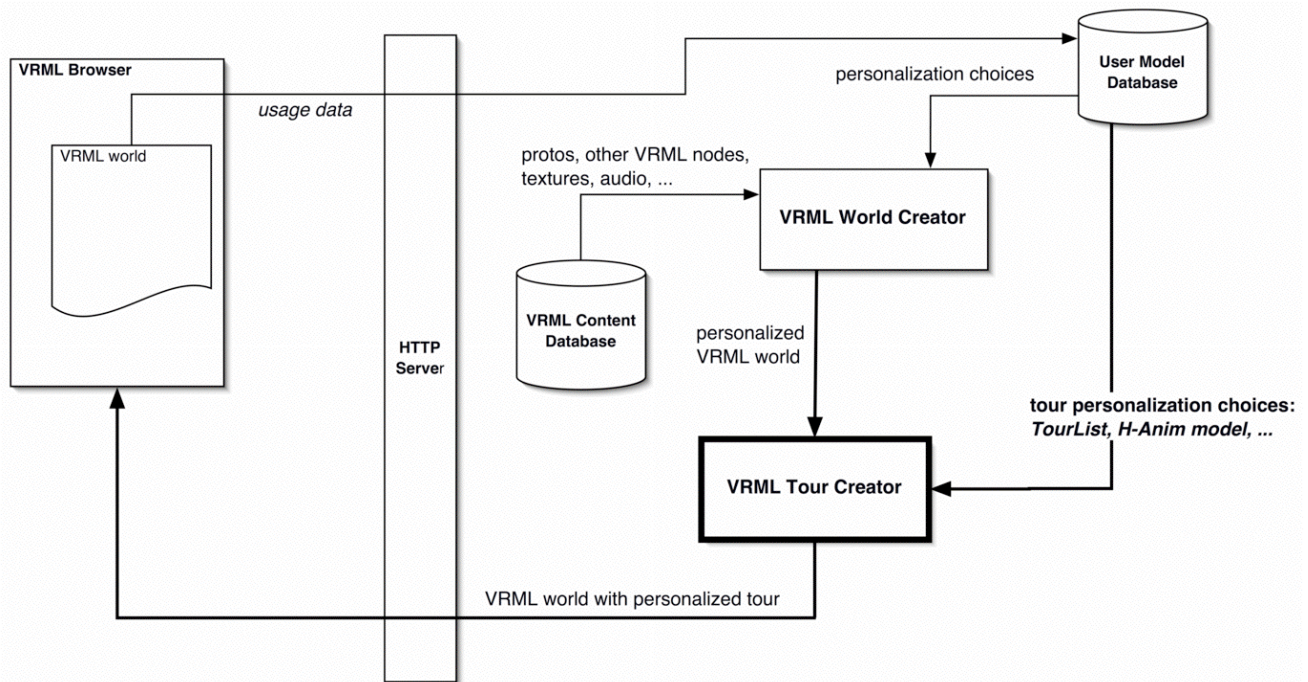 VRML Browser
User Model
Database
personalization choices
usage data
VRML world
protos, other VRML nodes,
textures, audio, ...
VRML World Creator
VRML Content
Database
HTTP
Server
personalized
VRML world
tour personalization choices:
TourList, H-Anim model, ...
VRML Tour Creator
VRML world with personalized tour